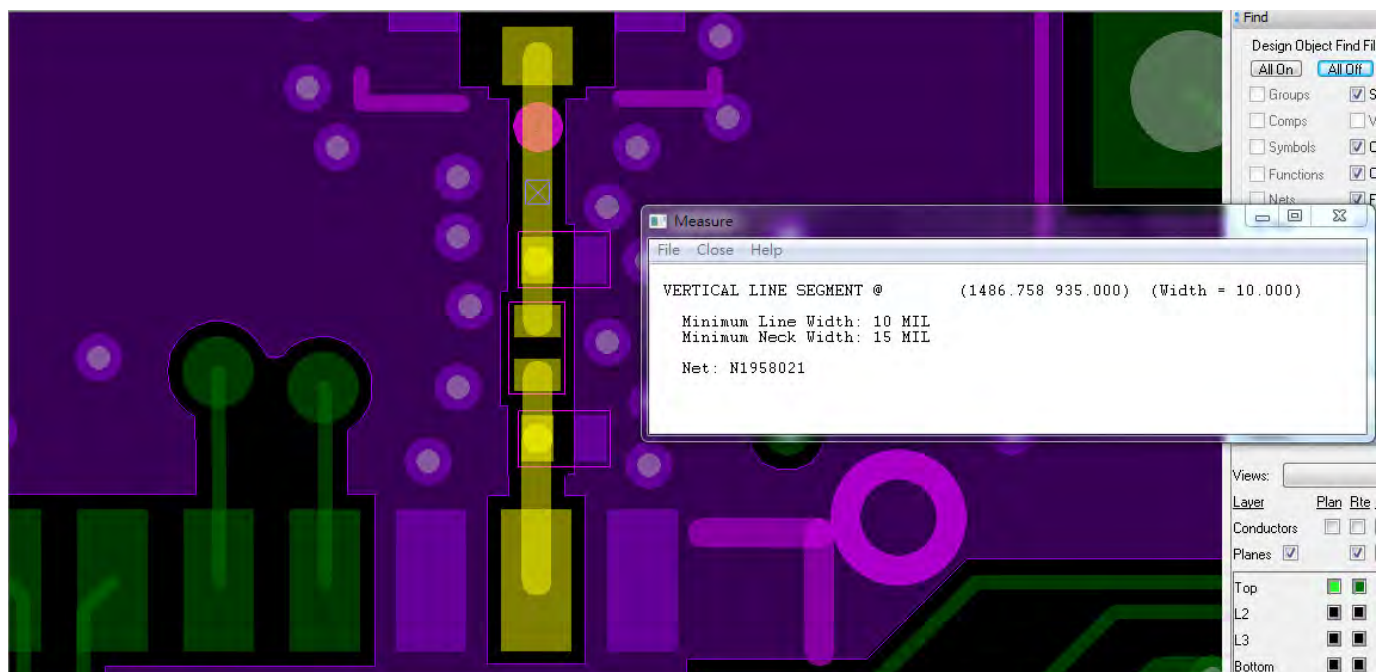 Find
Design Object Find Fil
All On All Off
Groups S
Comps V
Symbols C
Functions C
Nets F
Measure
File Close Help
VERTICAL LINE SEGMENT @ (1486.758 935.000) (Width = 10.000)
Minimum Line Width: 10 MIL
Minimum Neck Width: 15 MIL
Net: N1958021
Views:
Layer Plan Rte
Conductors
Planes
Top
L2
L3
Bottom